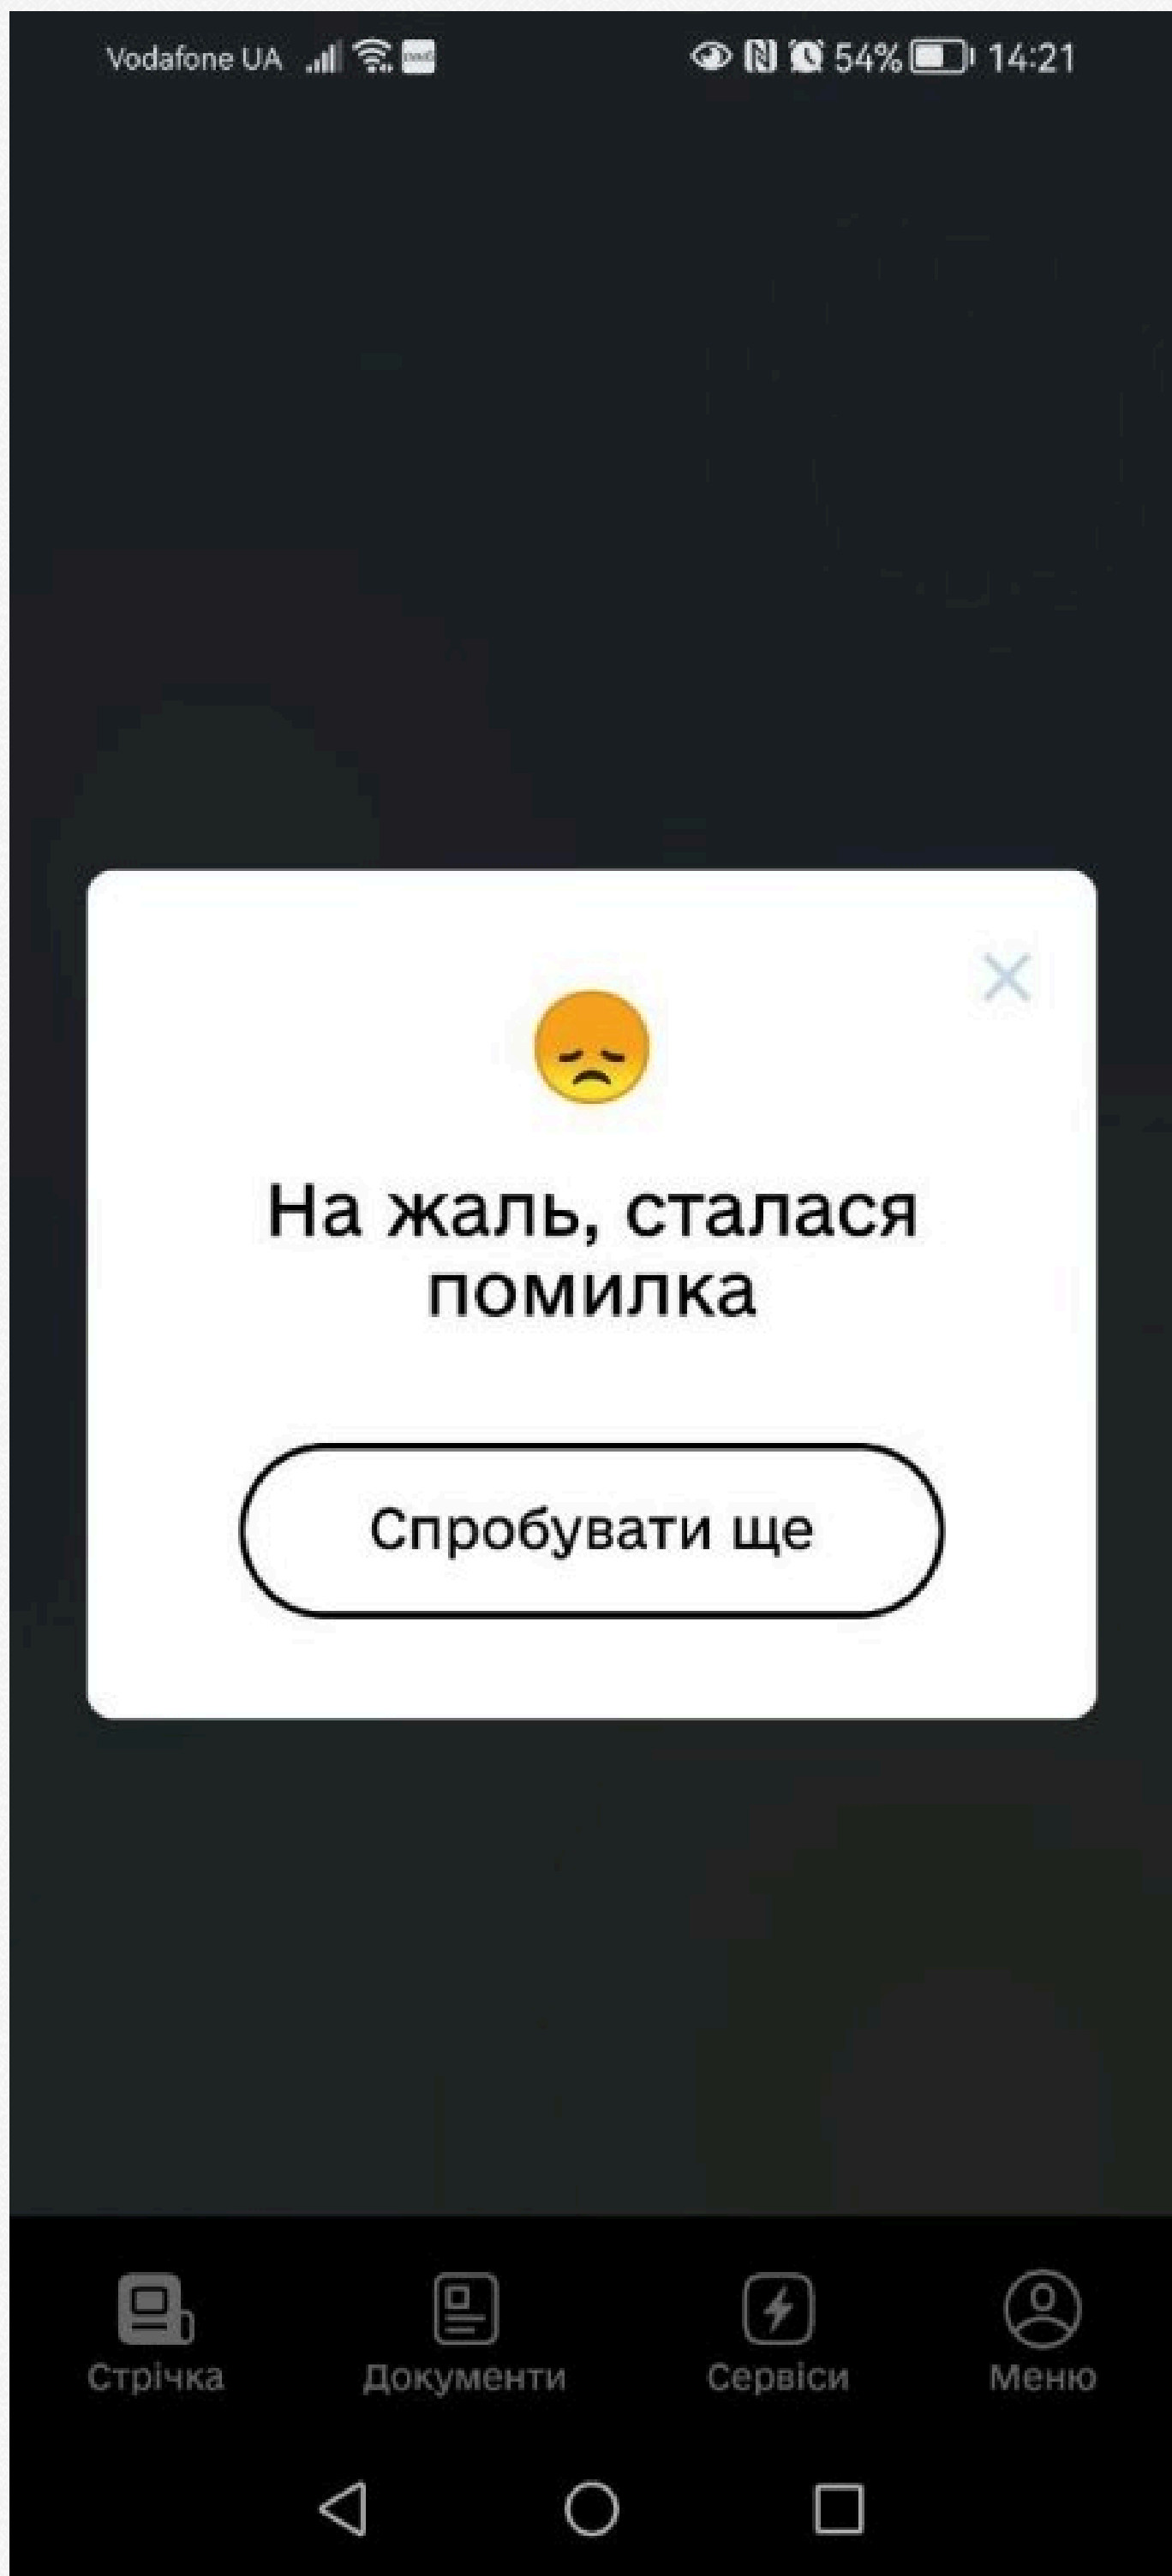 Vodafone UA 54% 14:21
На жаль, сталася
помилка
Спробувати ще
Стрічка Документи Сервіси Меню